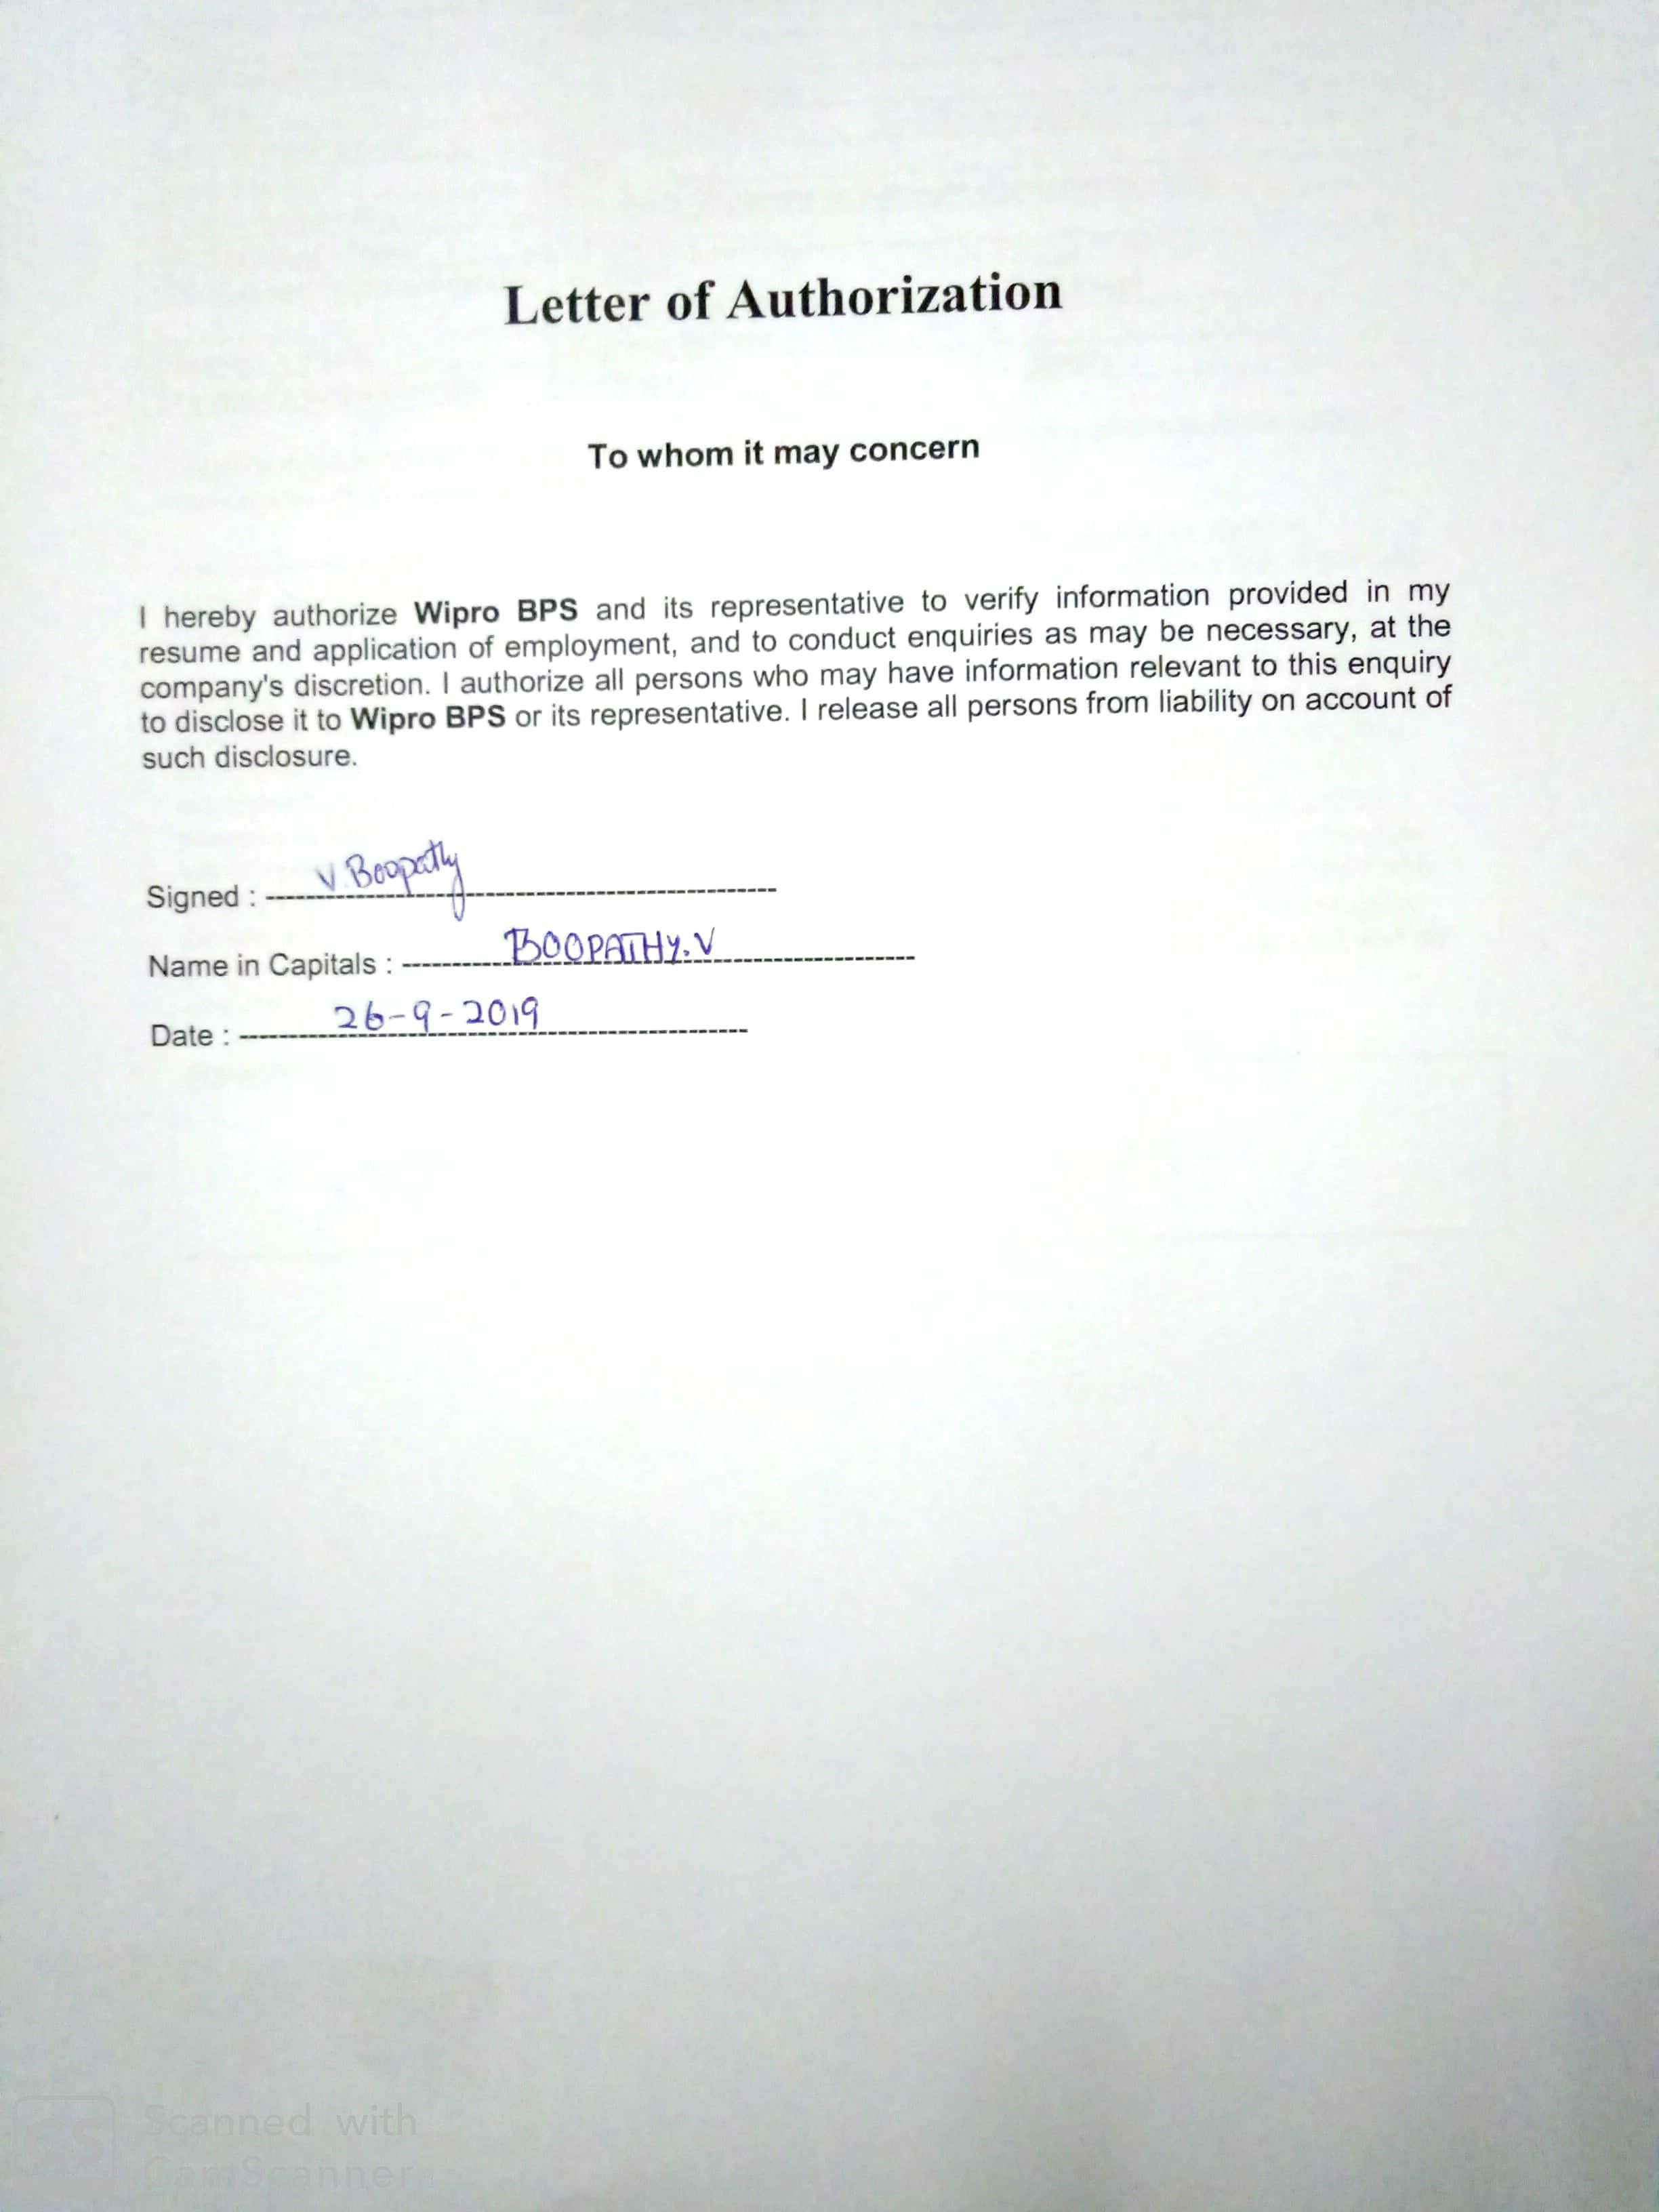 Letter of Authorization
To whom it may concern
I hereby authorize Wipro BPS and its representative to verify information provided in my
resume and application of employment, and to conduct enquiries as may be necessary, at the
company's discretion. I authorize all persons who may have information relevant to this enquiry
to disclose it to Wipro BPS or its representative. I release all persons from liability on account of
such disclosure.
Signed : V. Boopathy
Name in Capitals : BOOPATHY.V
Date : 26-9-2019
CS Scanned with
CamScanner